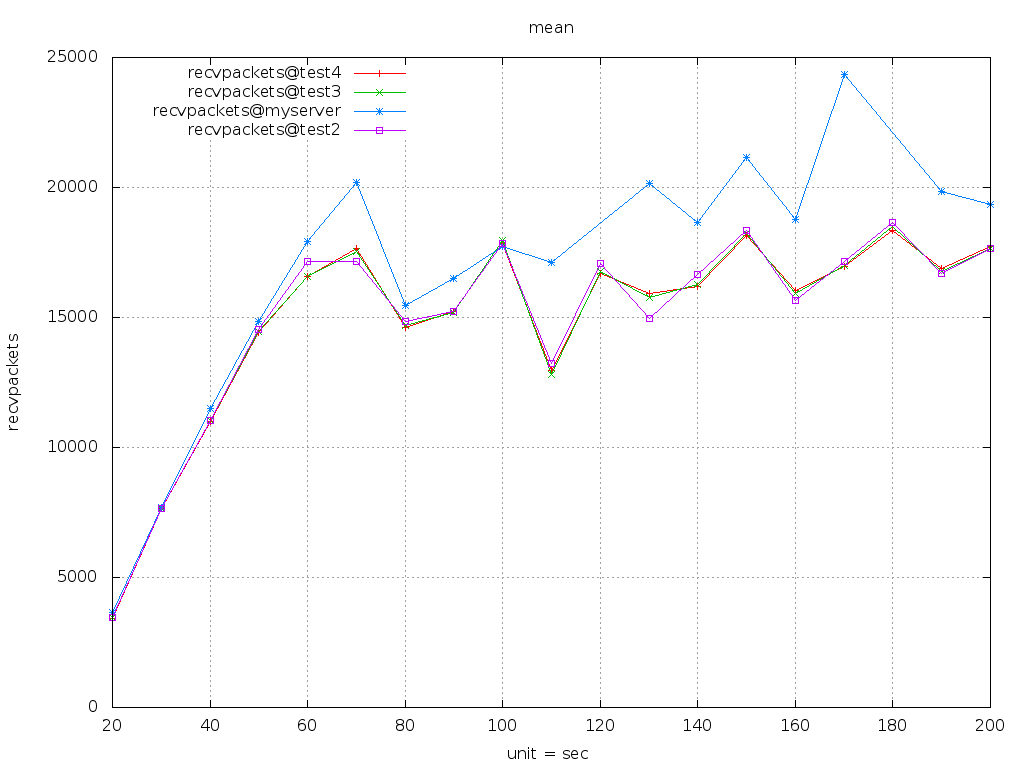 mean
25000
20000
15000
10000
5000
0
recvpackets@test4
recvpackets@test3
recvpackets@myserver
recvpackets@test2
recvpackets
20 40 60 80 100 120 140 160 180 200
unit = sec